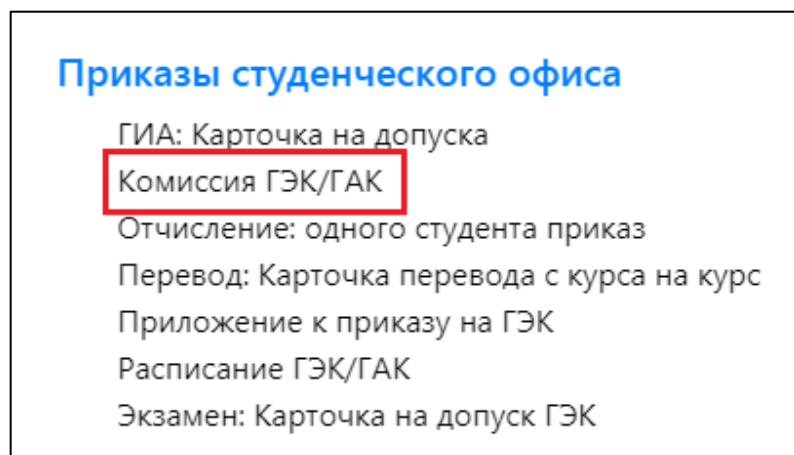 Приказы студенческого офиса
ГИА: Карточка на допуска
Комиссия ГЭК/ГАК
Отчисление: одного студента приказ
Перевод: Карточка перевода с курса на курс
Приложение к приказу на ГЭК
Расписание ГЭК/ГАК
Экзамен: Карточка на допуск ГЭК